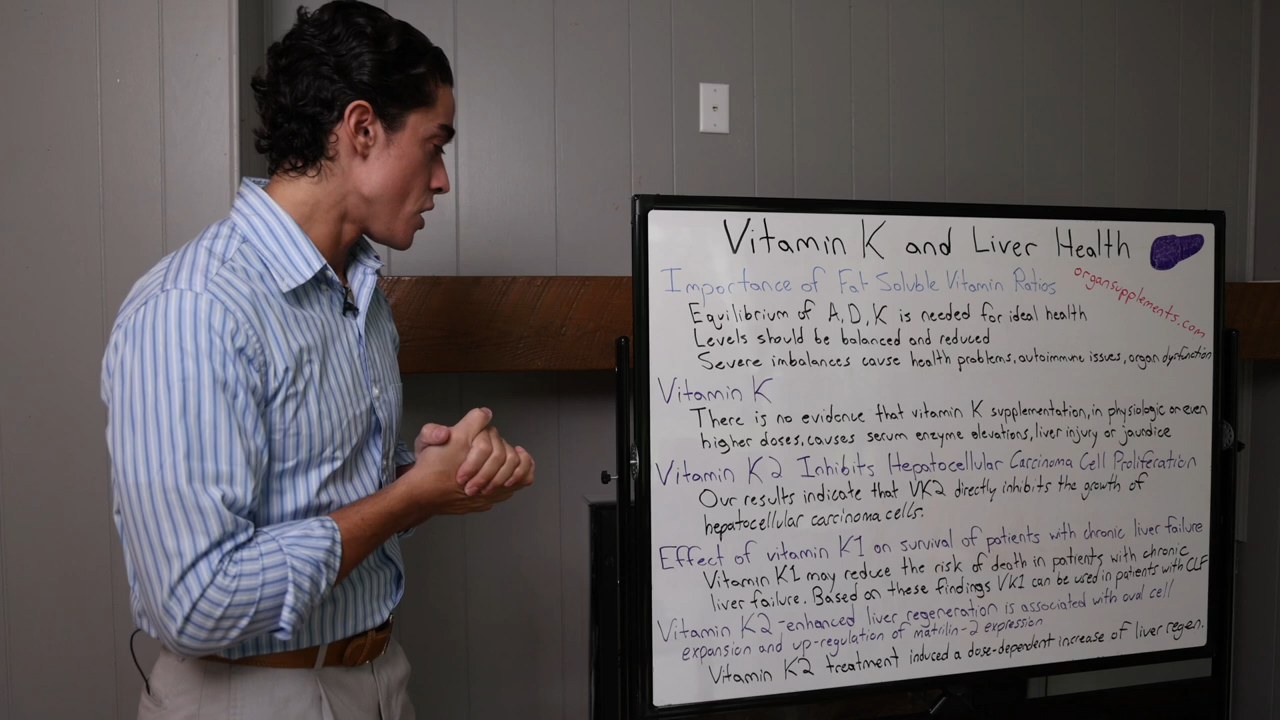 Vitamin K and Liver Health
organsupplements.com
Importance of Fat Soluble Vitamin Ratios
Equilibrium of A, D, K is needed for ideal health
Levels should be balanced and reduced
Severe imbalances cause health problems, autoimmune issues, organ dysfunction
Vitamin K
There is no evidence that vitamin K supplementation, in physiologic or even
higher doses, causes serum enzyme elevations, liver injury or jaundice
Vitamin K2 Inhibits Hepatocellular Carcinoma Cell Proliferation
Our results indicate that VK2 directly inhibits the growth of
hepatocellular carcinoma cells.
Effect of vitamin K1 on survival of patients with chronic liver failure
Vitamin K1 may reduce the risk of death in patients with chronic
liver failure. Based on these findings VK1 can be used in patients with CLF
Vitamin K2-enhanced liver regeneration is associated with oval cell
expansion and up-regulation of matrilin-2 expression
Vitamin K2 treatment induced a dose-dependent increase of liver regen.